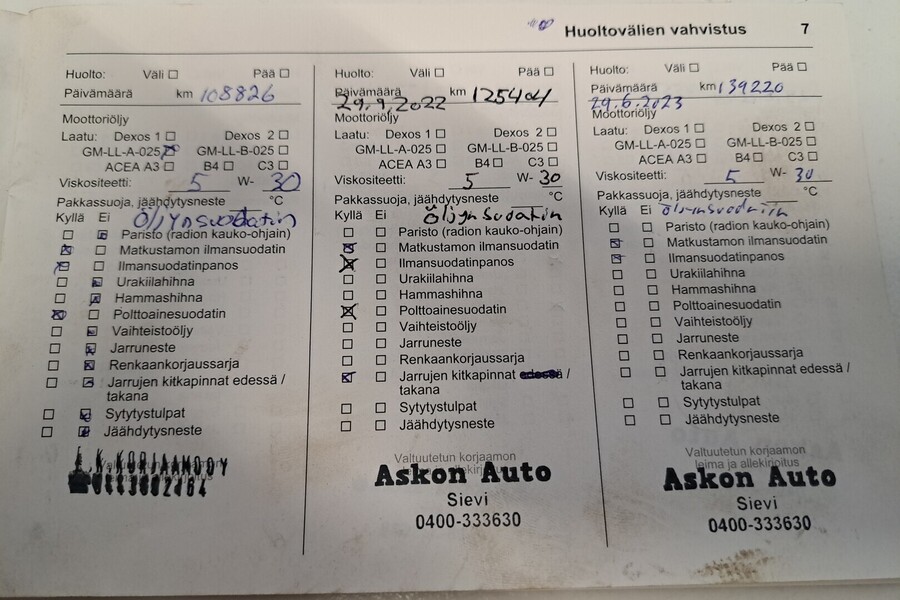 Huoltovälien vahvistus 7
Huolto: Väli ☐ Pää ☐
Päivämäärä km 108826
Moottoriöljy
Laatu: Dexos 1 ☐ Dexos 2 ☐
GM-LL-A-025 ☒ GM-LL-B-025 ☐
ACEA A3 ☐ B4 ☐ C3 ☐
Viskositeetti: 5 W- 30
Pakkassuoja, jäähdytysneste °C
Kyllä Ei Öljynsuodatin
☐ ☒ Paristo (radion kauko-ohjain)
☒ ☐ Matkustamon ilmansuodatin
☒ ☐ Ilmansuodatinpanos
☐ ☒ Urakiilahihna
☐ ☒ Hammashihna
☒ ☐ Polttoainesuodatin
☐ ☒ Vaihteistoöljy
☐ ☒ Jarruneste
☐ ☒ Renkaankorjaussarja
☐ ☒ Jarrujen kitkapinnat edessä /
takana
☐ ☒ Sytytystulpat
☐ ☒ Jäähdytysneste
Huolto: Väli ☐ Pää ☐
Päivämäärä km 125404
29.9.2022
Moottoriöljy
Laatu: Dexos 1 ☐ Dexos 2 ☐
GM-LL-A-025 ☐ GM-LL-B-025 ☐
ACEA A3 ☐ B4 ☐ C3 ☐
Viskositeetti: 5 W- 30
Pakkassuoja, jäähdytysneste °C
Kyllä Ei Öljynsudatin
☐ ☐ Paristo (radion kauko-ohjain)
☒ ☐ Matkustamon ilmansuodatin
☒ ☐ Ilmansuodatinpanos
☐ ☐ Urakiilahihna
☐ ☐ Hammashihna
☒ ☐ Polttoainesuodatin
☐ ☐ Vaihteistoöljy
☐ ☐ Jarruneste
☐ ☐ Renkaankorjaussarja
☒ ☐ Jarrujen kitkapinnat edessä /
takana
☐ ☐ Sytytystulpat
☐ ☐ Jäähdytysneste
Valtuutetun korjaamon
leima ja allekirjoitus
Askon Auto
Sievi
0400-333630
Huolto: Väli ☐ Pää ☐
Päivämäärä km 139220
29.6.2023
Moottoriöljy
Laatu: Dexos 1 ☐ Dexos 2 ☐
GM-LL-A-025 ☐ GM-LL-B-025 ☐
ACEA A3 ☐ B4 ☐ C3 ☐
Viskositeetti: 5 W- 30
Pakkassuoja, jäähdytysneste °C
Kyllä Ei
☐ ☐ Paristo (radion kauko-ohjain)
☒ ☐ Matkustamon ilmansuodatin
☒ ☐ Ilmansuodatinpanos
☐ ☐ Urakiilahihna
☐ ☐ Hammashihna
☐ ☐ Polttoainesuodatin
☐ ☐ Vaihteistoöljy
☐ ☐ Jarruneste
☐ ☐ Renkaankorjaussarja
☐ ☐ Jarrujen kitkapinnat edessä /
takana
☐ ☐ Sytytystulpat
☐ ☐ Jäähdytysneste
Valtuutetun korjaamon
leima ja allekirjoitus
Askon Auto
Sievi
0400-333630